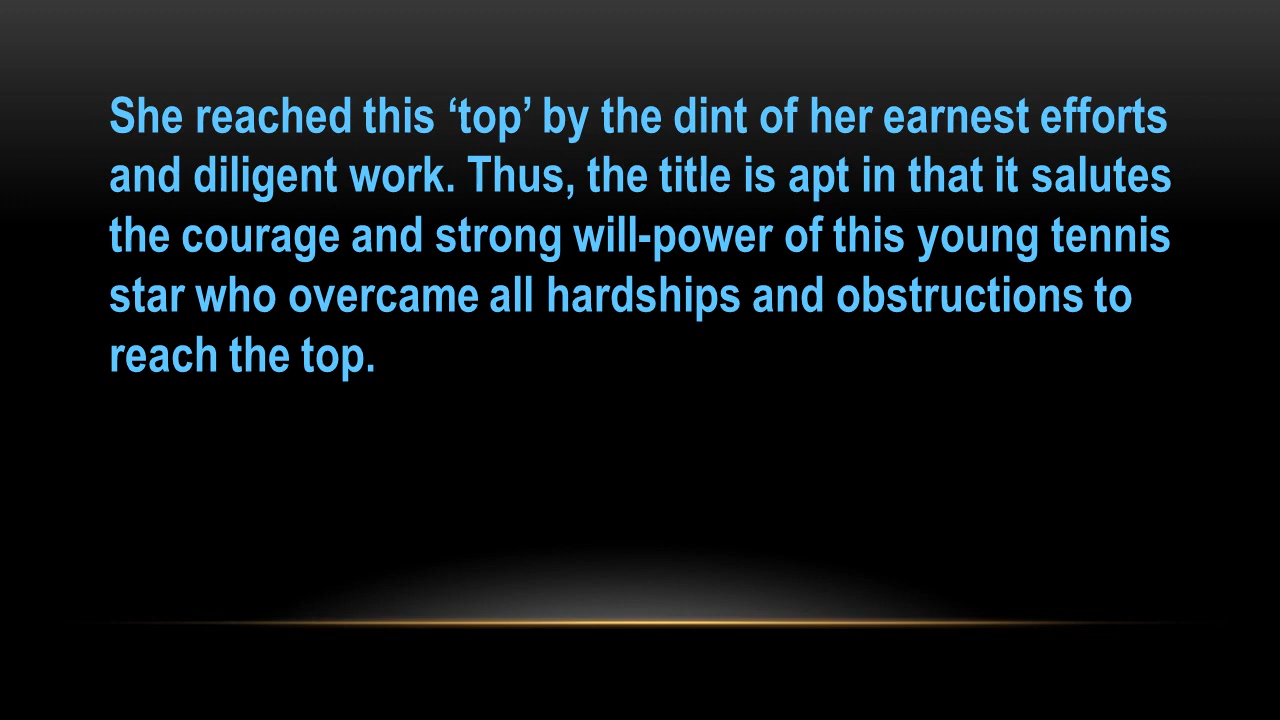 She reached this ‘top’ by the dint of her earnest efforts
and diligent work. Thus, the title is apt in that it salutes
the courage and strong will-power of this young tennis
star who overcame all hardships and obstructions to
reach the top.